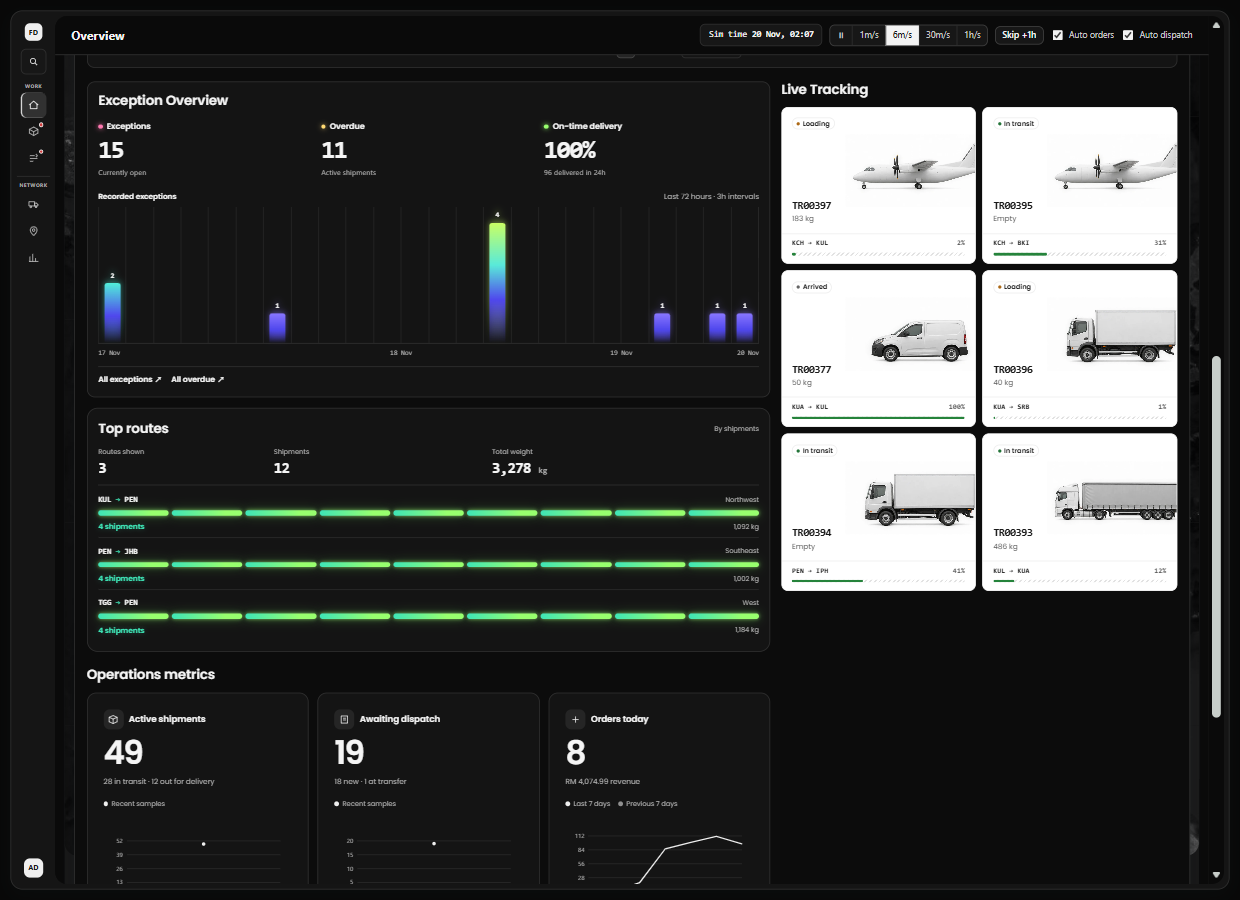 FD
Overview
Sim time 20 Nov, 02:07
1m/s
6m/s
30m/s
1h/s
Skip +1h
Auto orders
Auto dispatch
WORK
NETWORK
AD
Exception Overview
Exceptions
15
Currently open
Overdue
11
Active shipments
On-time delivery
100%
96 delivered in 24h
Recorded exceptions
Last 72 hours · 3h intervals
2
1
4
1
1
1
17 Nov
18 Nov
19 Nov
20 Nov
All exceptions ↗
All overdue ↗
Top routes
By shipments
Routes shown
3
Shipments
12
Total weight
3,278 kg
KUL → PEN
Northwest
4 shipments
1,092 kg
PEN → JHB
Southeast
4 shipments
1,002 kg
TGG → PEN
West
4 shipments
1,184 kg
Live Tracking
Loading
TR00397
183 kg
KCH → KUL
2%
In transit
TR00395
Empty
KCH → BKI
31%
Arrived
TR00377
50 kg
KUA → KUL
100%
Loading
TR00396
40 kg
KUA → SRB
1%
In transit
TR00394
Empty
PEN → IPH
41%
In transit
TR00393
486 kg
KUL → KUA
12%
Operations metrics
Active shipments
49
28 in transit · 12 out for delivery
Recent samples
52
39
26
13
Awaiting dispatch
19
18 new · 1 at transfer
Recent samples
20
15
10
5
Orders today
8
RM 4,074.99 revenue
Last 7 days
Previous 7 days
112
84
56
28